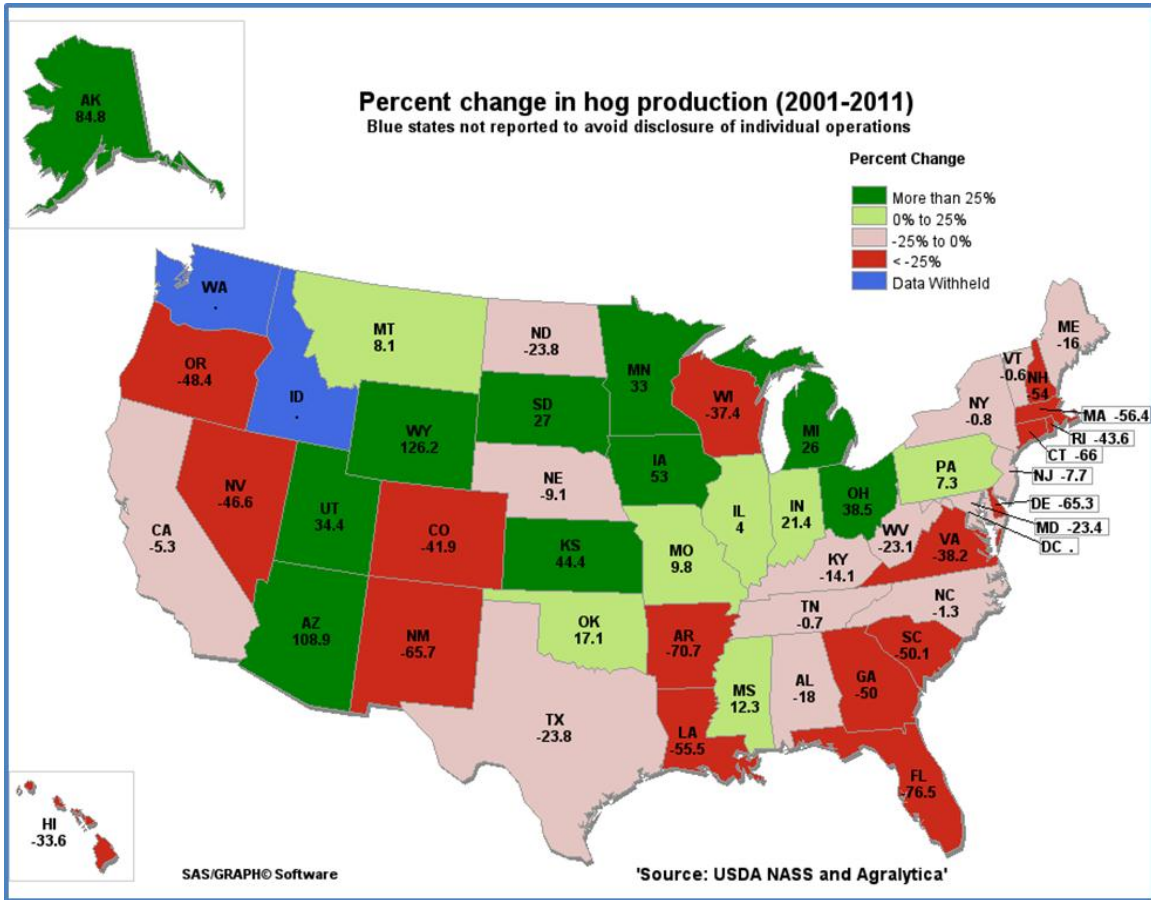 AK
84.8
Percent change in hog production (2001-2011)
Blue states not reported to avoid disclosure of individual operations
Percent Change
More than 25%
0% to 25%
-25% to 0%
< -25%
Data Withheld
WA
.
MT
8.1
ND
-23.8
MN
33
ME
-16
VT
-0.6
NH
-54
OR
-48.4
ID
.
WY
126.2
SD
27
WI
-37.4
MI
26
NY
-0.8
MA -56.4
RI -43.6
CT -66
NJ -7.7
DE -65.3
MD -23.4
DC .
NV
-46.6
UT
34.4
CO
-41.9
NE
-9.1
IA
53
IL
4
IN
21.4
OH
38.5
PA
7.3
CA
-5.3
KS
44.4
MO
9.8
KY
-14.1
WV
-23.1
VA
-38.2
AZ
108.9
NM
-65.7
OK
17.1
AR
-70.7
TN
-0.7
NC
-1.3
SC
-50.1
TX
-23.8
LA
-55.5
MS
12.3
AL
-18
GA
-50
FL
-76.5
HI
-33.6
SAS/GRAPH© Software
'Source: USDA NASS and Agralytica'